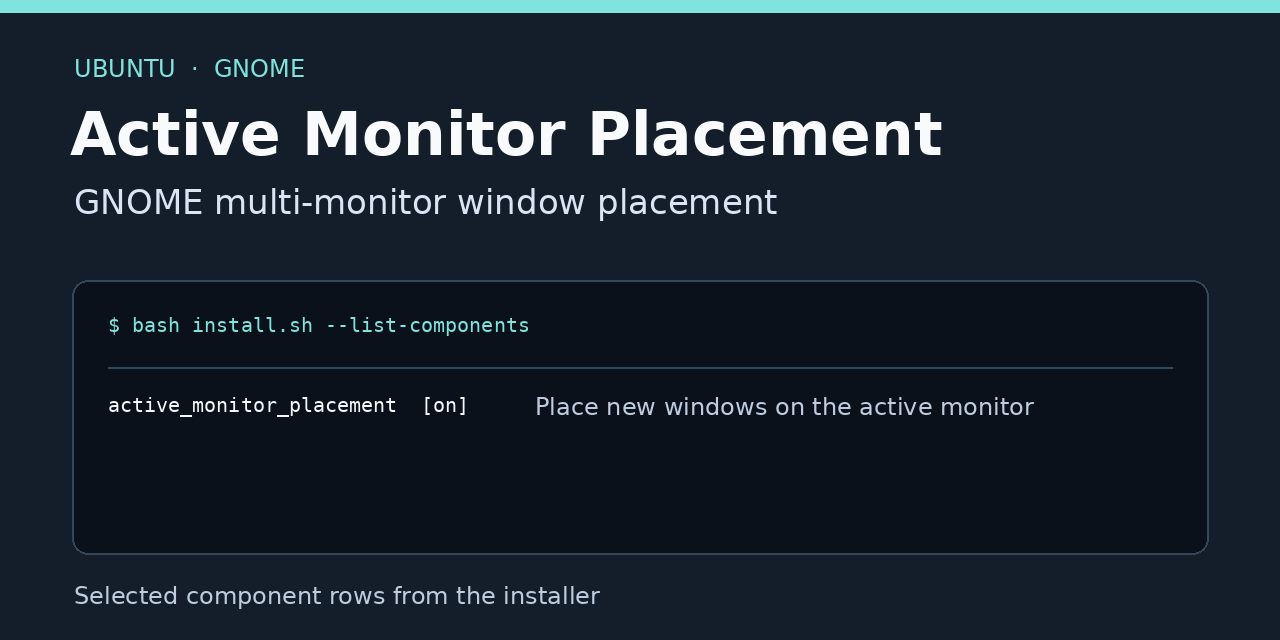 UBUNTU · GNOME
Active Monitor Placement
GNOME multi-monitor window placement
$ bash install.sh --list-components
active_monitor_placement [on] Place new windows on the active monitor
Selected component rows from the installer